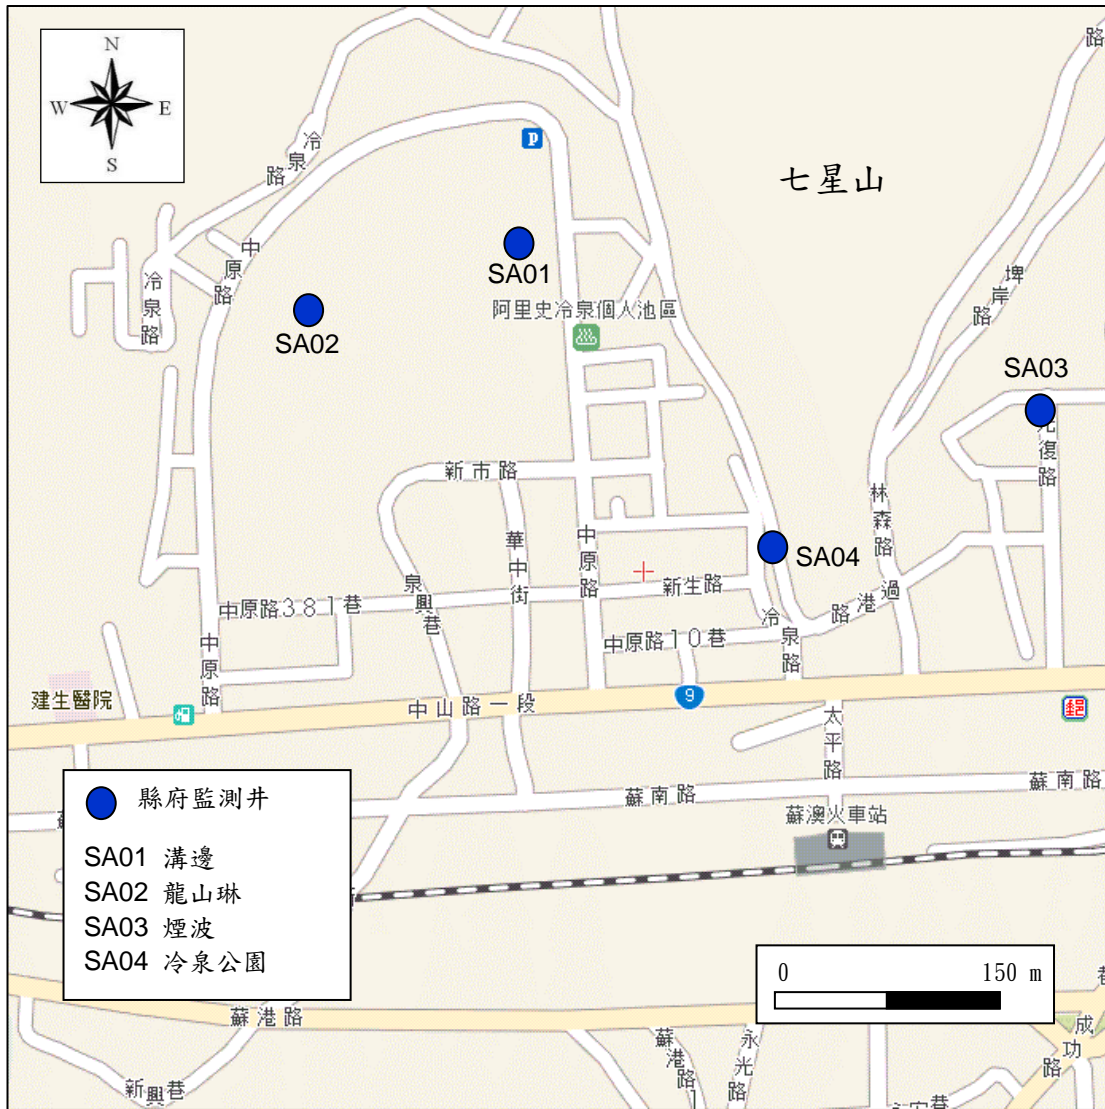 N
W E
S
路
P
冷泉路
七星山
中原路
SA01
冷泉路
埤岸路
阿里史冷泉個人池區
SA02
SA03
光復路
新市路
林森路
華中街
中原路
SA04
泉興巷
新生路
過港路
中原路381巷
冷泉路
中原路10巷
中原路
建生醫院
9
中山路一段
郵
太平路
蘇南路
蘇南路
縣府監測井
蘇澳火車站
SA01 溝邊
SA02 龍山琳
SA03 煙波
SA04 冷泉公園
0 150 m
巷
蘇港路
成功路
永光路
蘇港路1
新興巷